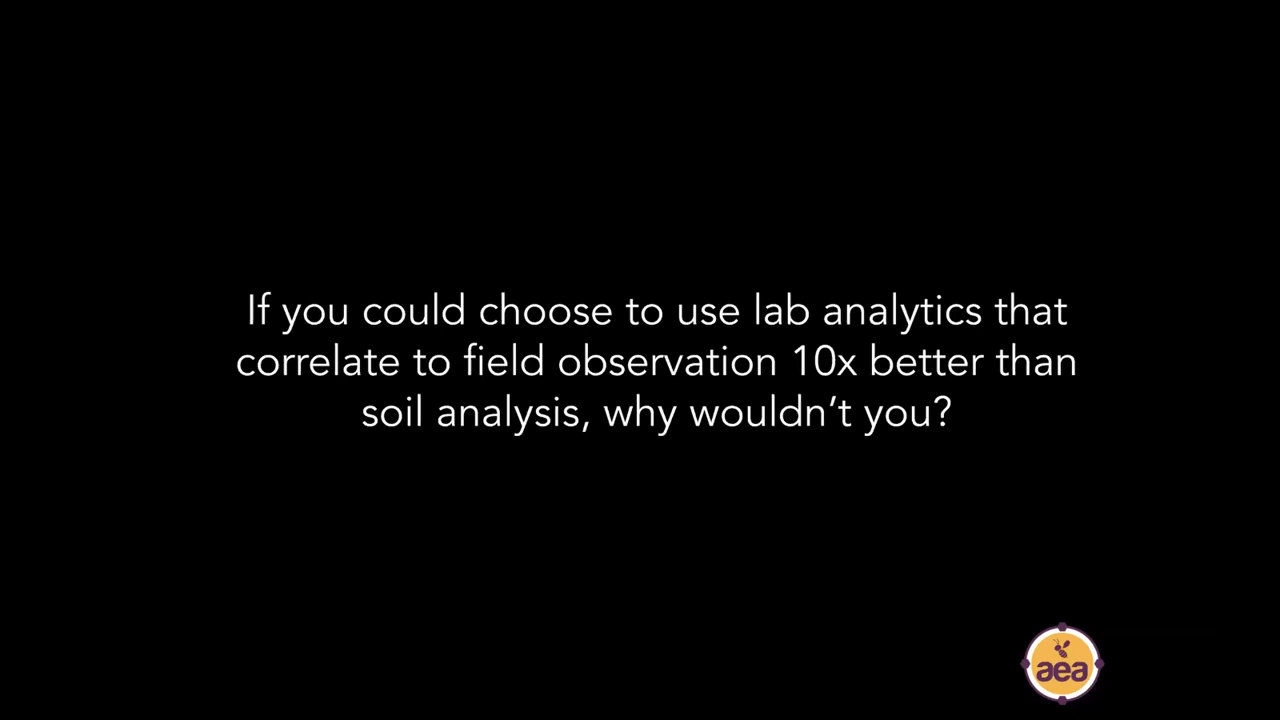 If you could choose to use lab analytics that
correlate to field observation 10x better than
soil analysis, why wouldn’t you?
aea